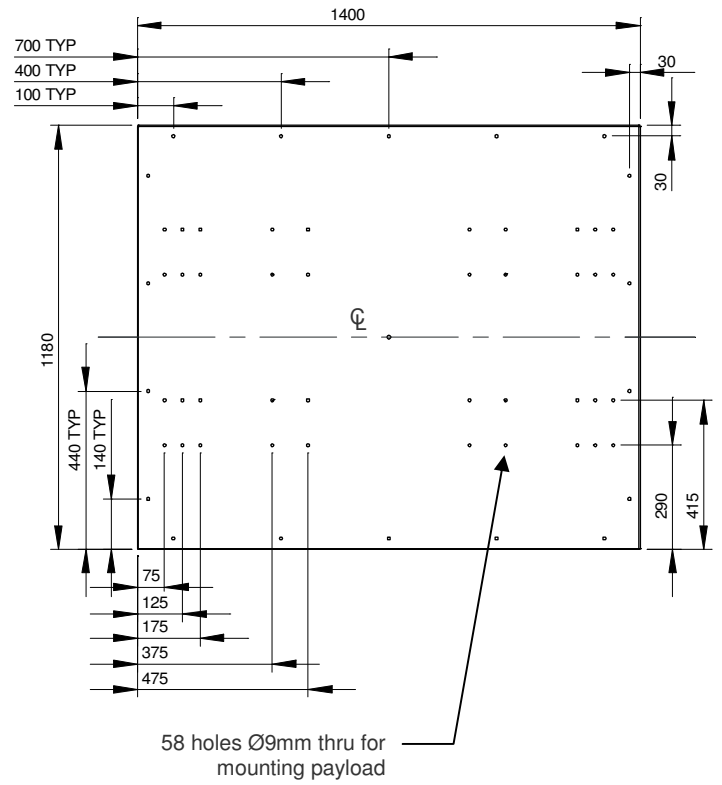 1400
700 TYP
30
400 TYP
100 TYP
30
1180
℄
440 TYP
140 TYP
290
415
75
125
175
375
475
58 holes Ø9mm thru for
mounting payload